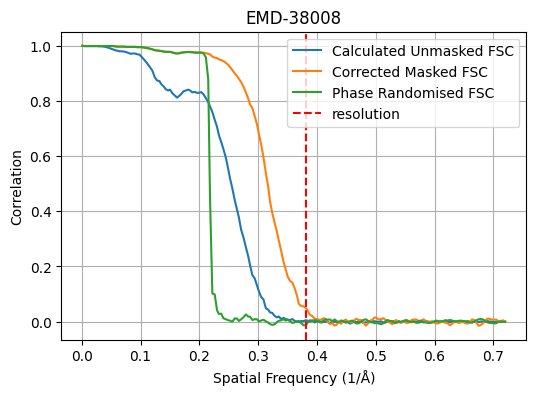 EMD-38008
Calculated Unmasked FSC
Corrected Masked FSC
Phase Randomised FSC
resolution
Correlation
1.0
0.8
0.6
0.4
0.2
0.0
0.0 0.1 0.2 0.3 0.4 0.5 0.6 0.7
Spatial Frequency (1/Å)